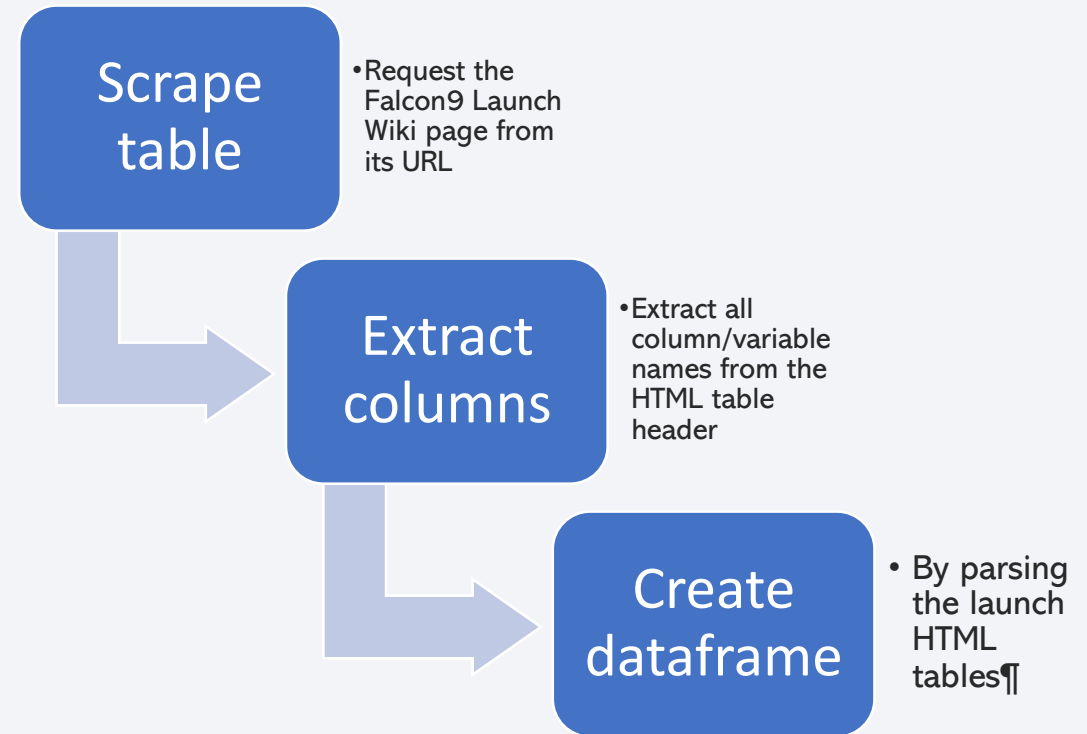 Scrape
table
•Request the
Falcon9 Launch
Wiki page from
its URL
Extract
columns
•Extract all
column/variable
names from the
HTML table
header
Create
dataframe
• By parsing
the launch
HTML
tables¶